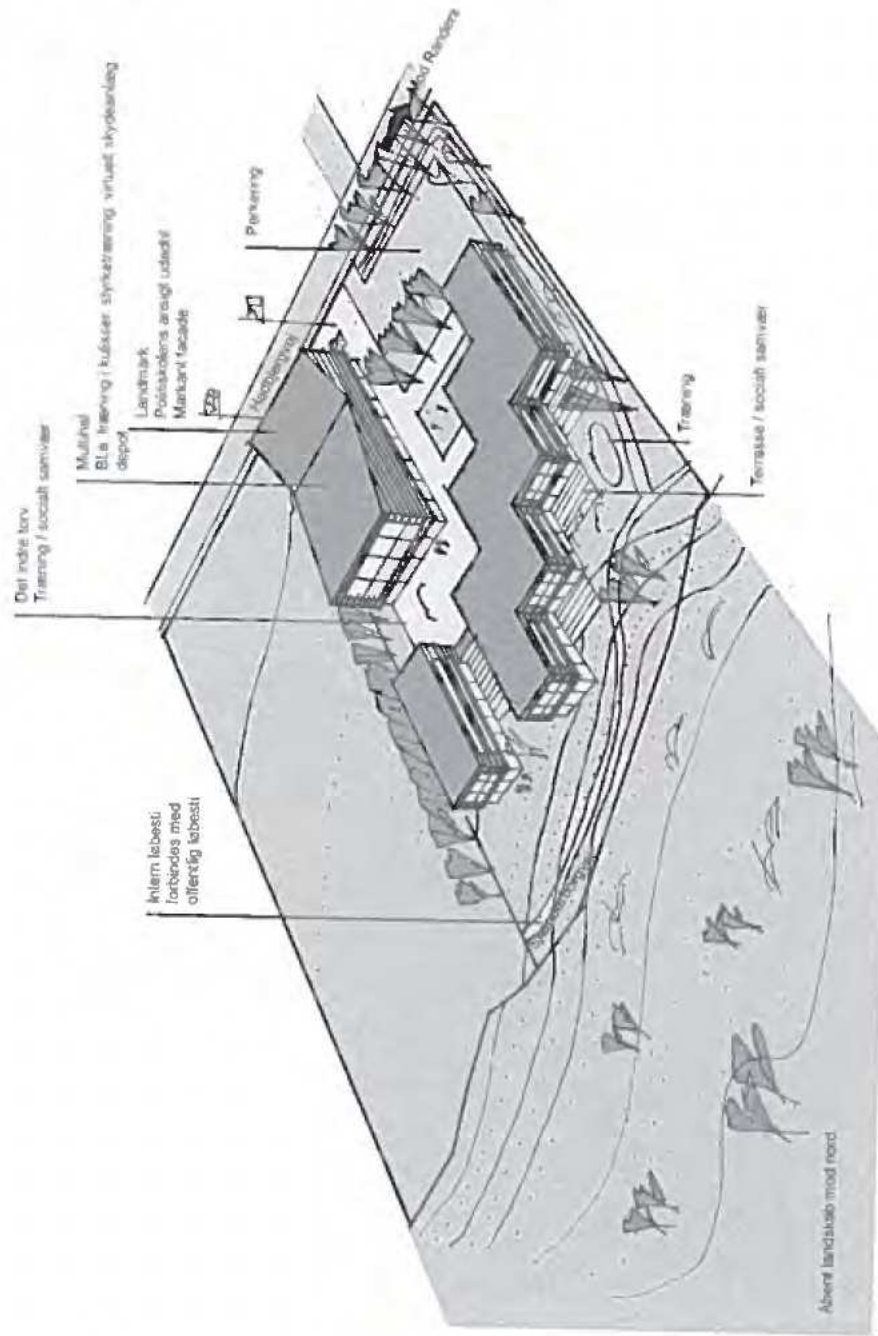 Det indre torv
Træning / socialt samvær
Multihal
Bl.a. træning i kulisser styrketræning virtuelt skydeanlæg
depot
Landmark
Politiskolens ansigt udadtil
Markant facade
Parkering
Mod Randers
Intern løbesti
forbindes med
offentlig løbesti
Træning
Terrasse / socialt samvær
Åbent landskab mod nord